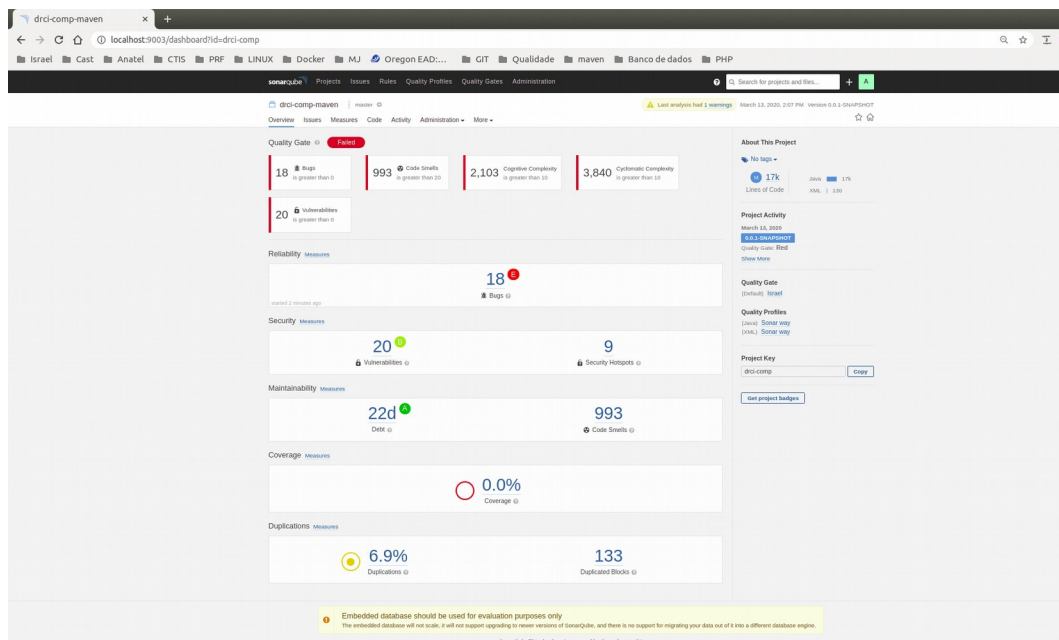 drci-comp-maven
localhost:9003/dashboard?id=drci-comp
Israel Cast Anatel CTIS PRF LINUX Docker MJ Oregon EAD:... GIT Qualidade maven Banco de dados PHP
sonarqube Projects Issues Rules Quality Profiles Quality Gates Administration Search for projects and files... A
drci-comp-maven master Last analysis had 1 warnings March 13, 2020, 2:07 PM Version 0.0.1-SNAPSHOT
Overview Issues Measures Code Activity Administration More
Quality Gate Failed
18 Bugs
is greater than 0
993 Code Smells
is greater than 20
2,103 Cognitive Complexity
is greater than 10
3,840 Cyclomatic Complexity
is greater than 10
20 Vulnerabilities
is greater than 0
Reliability Measures
18 E
Bugs
started 2 minutes ago
Security Measures
20 B
Vulnerabilities
9
Security Hotspots
Maintainability Measures
22d A
Debt
993
Code Smells
Coverage Measures
0.0%
Coverage
Duplications Measures
6.9%
Duplications
133
Duplicated Blocks
About This Project
No tags
M 17k
Lines of Code
Java 17k
XML 130
Project Activity
March 13, 2020
0.0.1-SNAPSHOT
Quality Gate: Red
Show More
Quality Gate
(Default) Israel
Quality Profiles
(Java) Sonar way
(XML) Sonar way
Project Key
drci-comp Copy
Get project badges
Embedded database should be used for evaluation purposes only
The embedded database will not scale, it will not support upgrading to newer versions of SonarQube, and there is no support for migrating your data out of it into a different database engine.